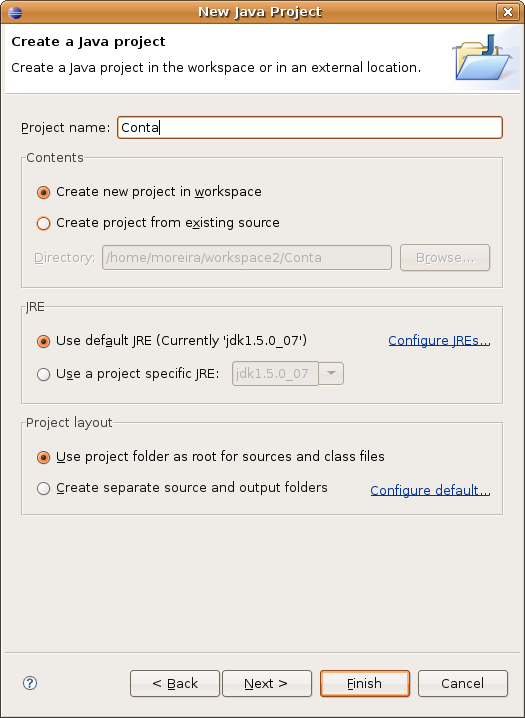 New Java Project
Create a Java project
Create a Java project in the workspace or in an external location.
Project name: Conta
Contents
Create new project in workspace
Create project from existing source
Directory: /home/moreira/workspace2/Conta Browse...
JRE
Use default JRE (Currently 'jdk1.5.0_07') Configure JREs...
Use a project specific JRE: jdk1.5.0_07
Project layout
Use project folder as root for sources and class files
Create separate source and output folders Configure default...
? < Back Next > Finish Cancel